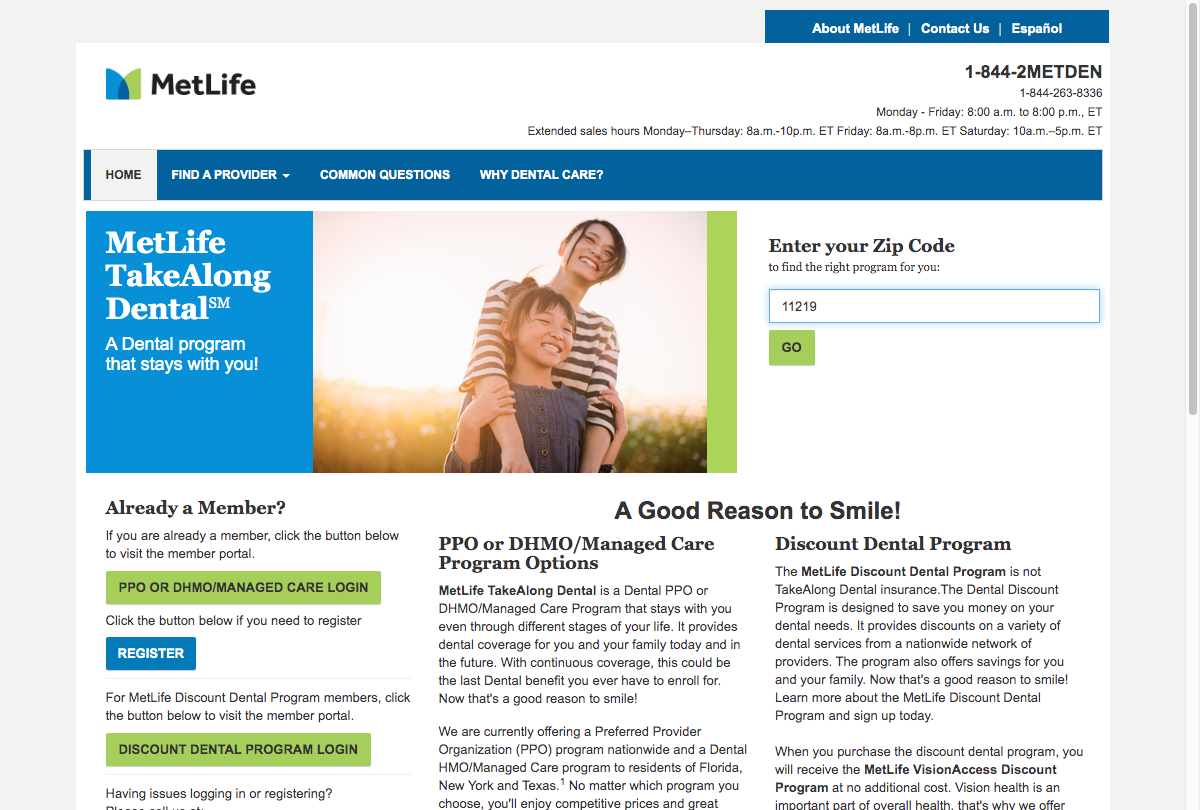 About MetLife | Contact Us | Español
MetLife
1-844-2METDEN
1-844-263-8336
Monday - Friday: 8:00 a.m. to 8:00 p.m., ET
Extended sales hours Monday–Thursday: 8a.m.-10p.m. ET Friday: 8a.m.-8p.m. ET Saturday: 10a.m.–5p.m. ET
HOME FIND A PROVIDER COMMON QUESTIONS WHY DENTAL CARE?
MetLife
TakeAlong
Dental℠
A Dental program
that stays with you!
Enter your Zip Code
to find the right program for you:
11219
GO
Already a Member?
If you are already a member, click the button below
to visit the member portal.
PPO OR DHMO/MANAGED CARE LOGIN
Click the button below if you need to register
REGISTER
For MetLife Discount Dental Program members, click
the button below to visit the member portal.
DISCOUNT DENTAL PROGRAM LOGIN
Having issues logging in or registering?
Please call us at:
A Good Reason to Smile!
PPO or DHMO/Managed Care
Program Options
MetLife TakeAlong Dental is a Dental PPO or
DHMO/Managed Care Program that stays with you
even through different stages of your life. It provides
dental coverage for you and your family today and in
the future. With continuous coverage, this could be
the last Dental benefit you ever have to enroll for.
Now that's a good reason to smile!
We are currently offering a Preferred Provider
Organization (PPO) program nationwide and a Dental
HMO/Managed Care program to residents of Florida,
New York and Texas.1 No matter which program you
choose, you'll enjoy competitive prices and great
Discount Dental Program
The MetLife Discount Dental Program is not
TakeAlong Dental insurance.The Dental Discount
Program is designed to save you money on your
dental needs. It provides discounts on a variety of
dental services from a nationwide network of
providers. The program also offers savings for you
and your family. Now that's a good reason to smile!
Learn more about the MetLife Discount Dental
Program and sign up today.
When you purchase the discount dental program, you
will receive the MetLife VisionAccess Discount
Program at no additional cost. Vision health is an
important part of overall health, that's why we offer